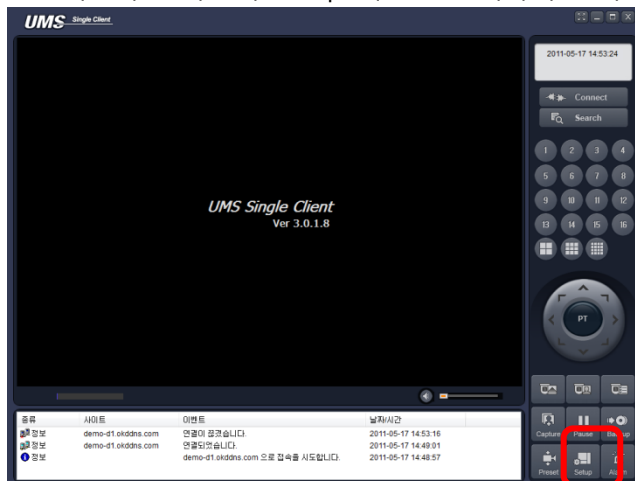 UMS Single Client
2011-05-17 14:53:24
Connect
Search
1 2 3 4
5 6 7 8
9 10 11 12
13 14 15 16
UMS Single Client
Ver 3.0.1.8
PT
종류 사이트 이벤트 날짜/시간
정보 demo-d1.okddns.com 연결이 끊겼습니다. 2011-05-17 14:53:16
정보 demo-d1.okddns.com 연결되었습니다. 2011-05-17 14:49:01
정보 demo-d1.okddns.com 으로 접속을 시도합니다. 2011-05-17 14:48:57
Capture Pause Backup
Preset Setup Alarm